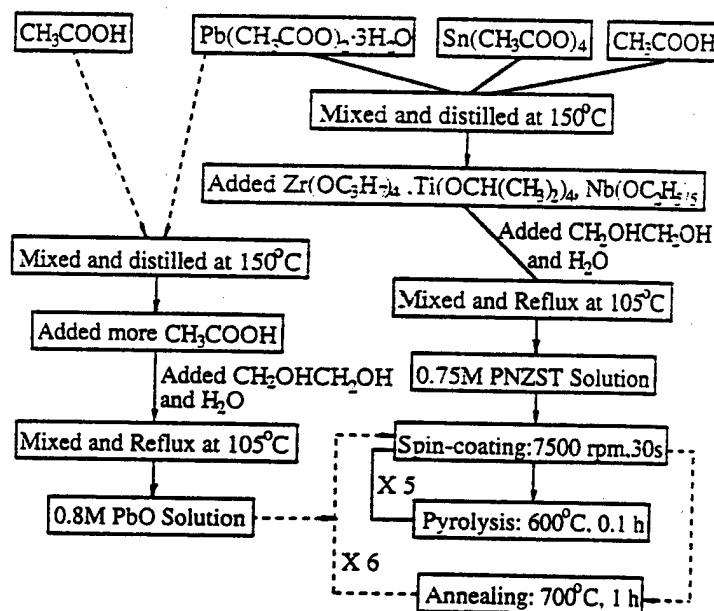 CH₃COOH
Pb(CH₃COO)₂·3H₂O
Sn(CH₃COO)₄
CH₃COOH
Mixed and distilled at 150°C
Added Zr(OC₃H₇)₄ .Ti(OCH(CH₃)₂)₄, Nb(OC₂H₅)₅
Added CH₂OHCH₂OH
and H₂O
Mixed and distilled at 150°C
Mixed and Reflux at 105°C
Added more CH₃COOH
Added CH₂OHCH₂OH
and H₂O
0.75M PNZST Solution
Mixed and Reflux at 105°C
Spin-coating:7500 rpm.30s
X 5
0.8M PbO Solution
Pyrolysis: 600°C, 0.1 h
X 6
Annealing: 700°C, 1 h